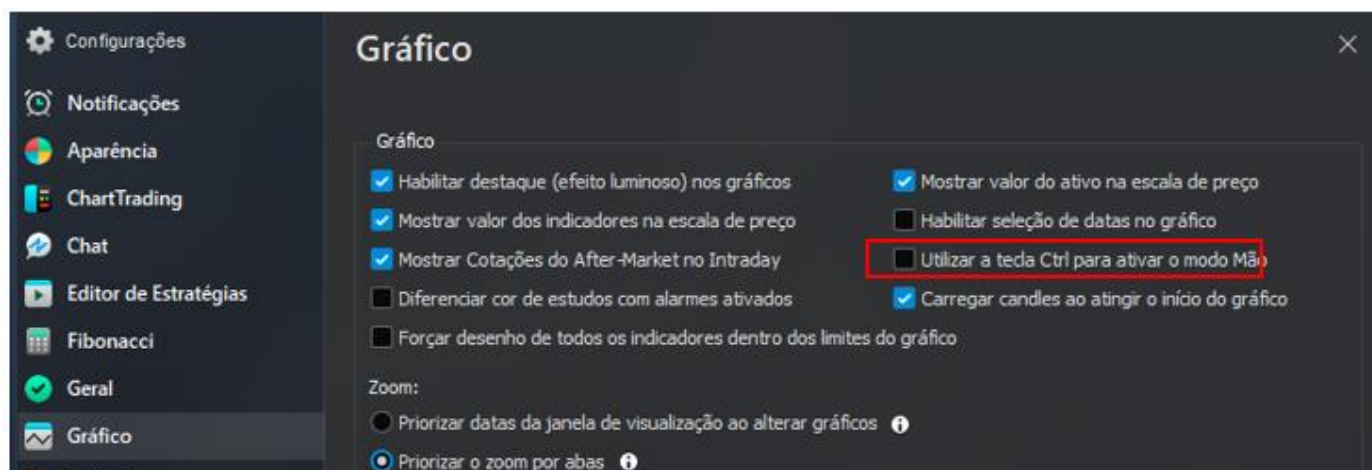 Configurações
Notificações
Aparência
ChartTrading
Chat
Editor de Estratégias
Fibonacci
Geral
Gráfico
Gráfico
Gráfico
Habilitar destaque (efeito luminoso) nos gráficos
Mostrar valor do ativo na escala de preço
Mostrar valor dos indicadores na escala de preço
Habilitar seleção de datas no gráfico
Mostrar Cotações do After-Market no Intraday
Utilizar a tecla Ctrl para ativar o modo Mão
Diferenciar cor de estudos com alarmes ativados
Carregar candles ao atingir o início do gráfico
Forçar desenho de todos os indicadores dentro dos limites do gráfico
Zoom:
Priorizar datas da janela de visualização ao alterar gráficos
Priorizar o zoom por abas